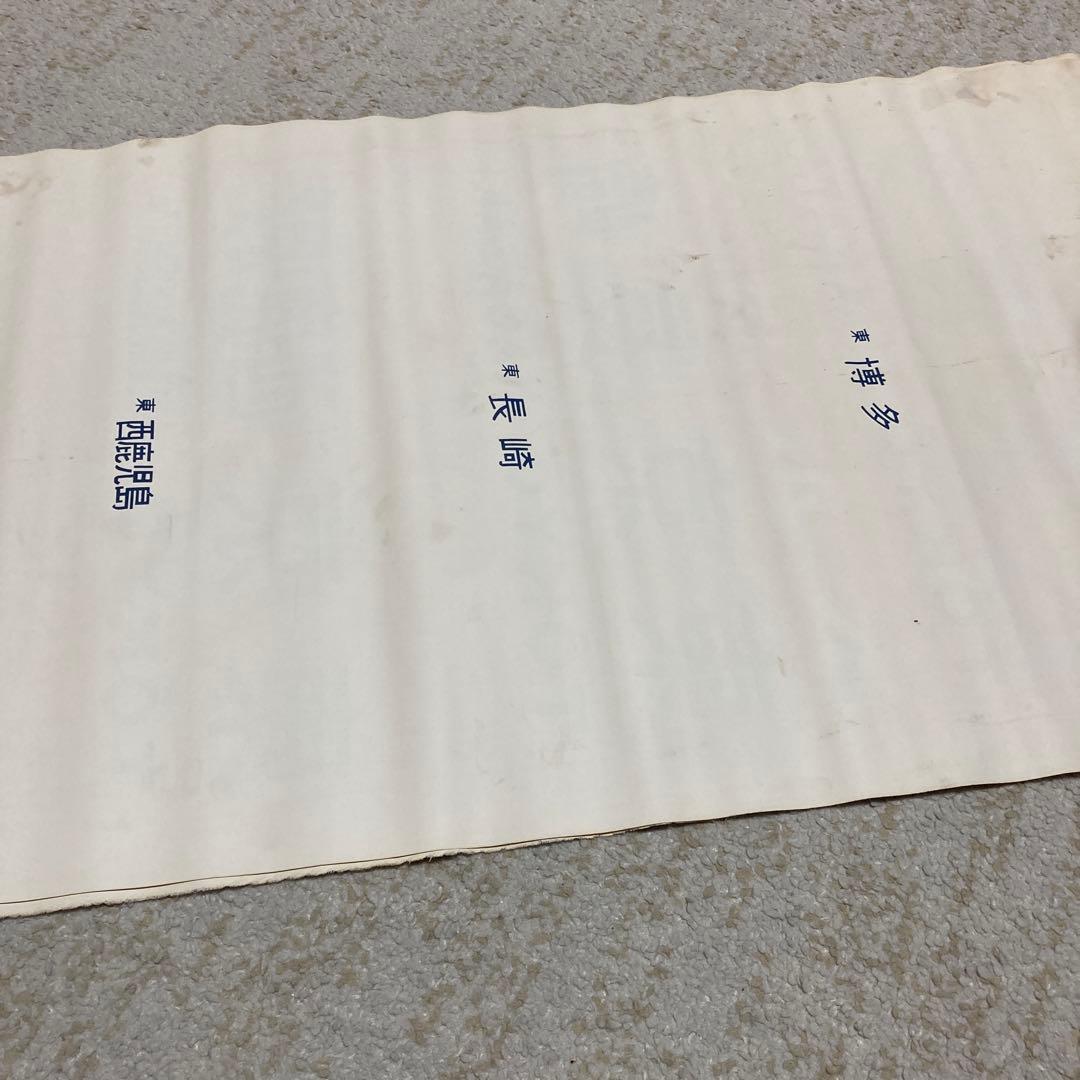 東 西鹿児島
東 長崎
東 博多